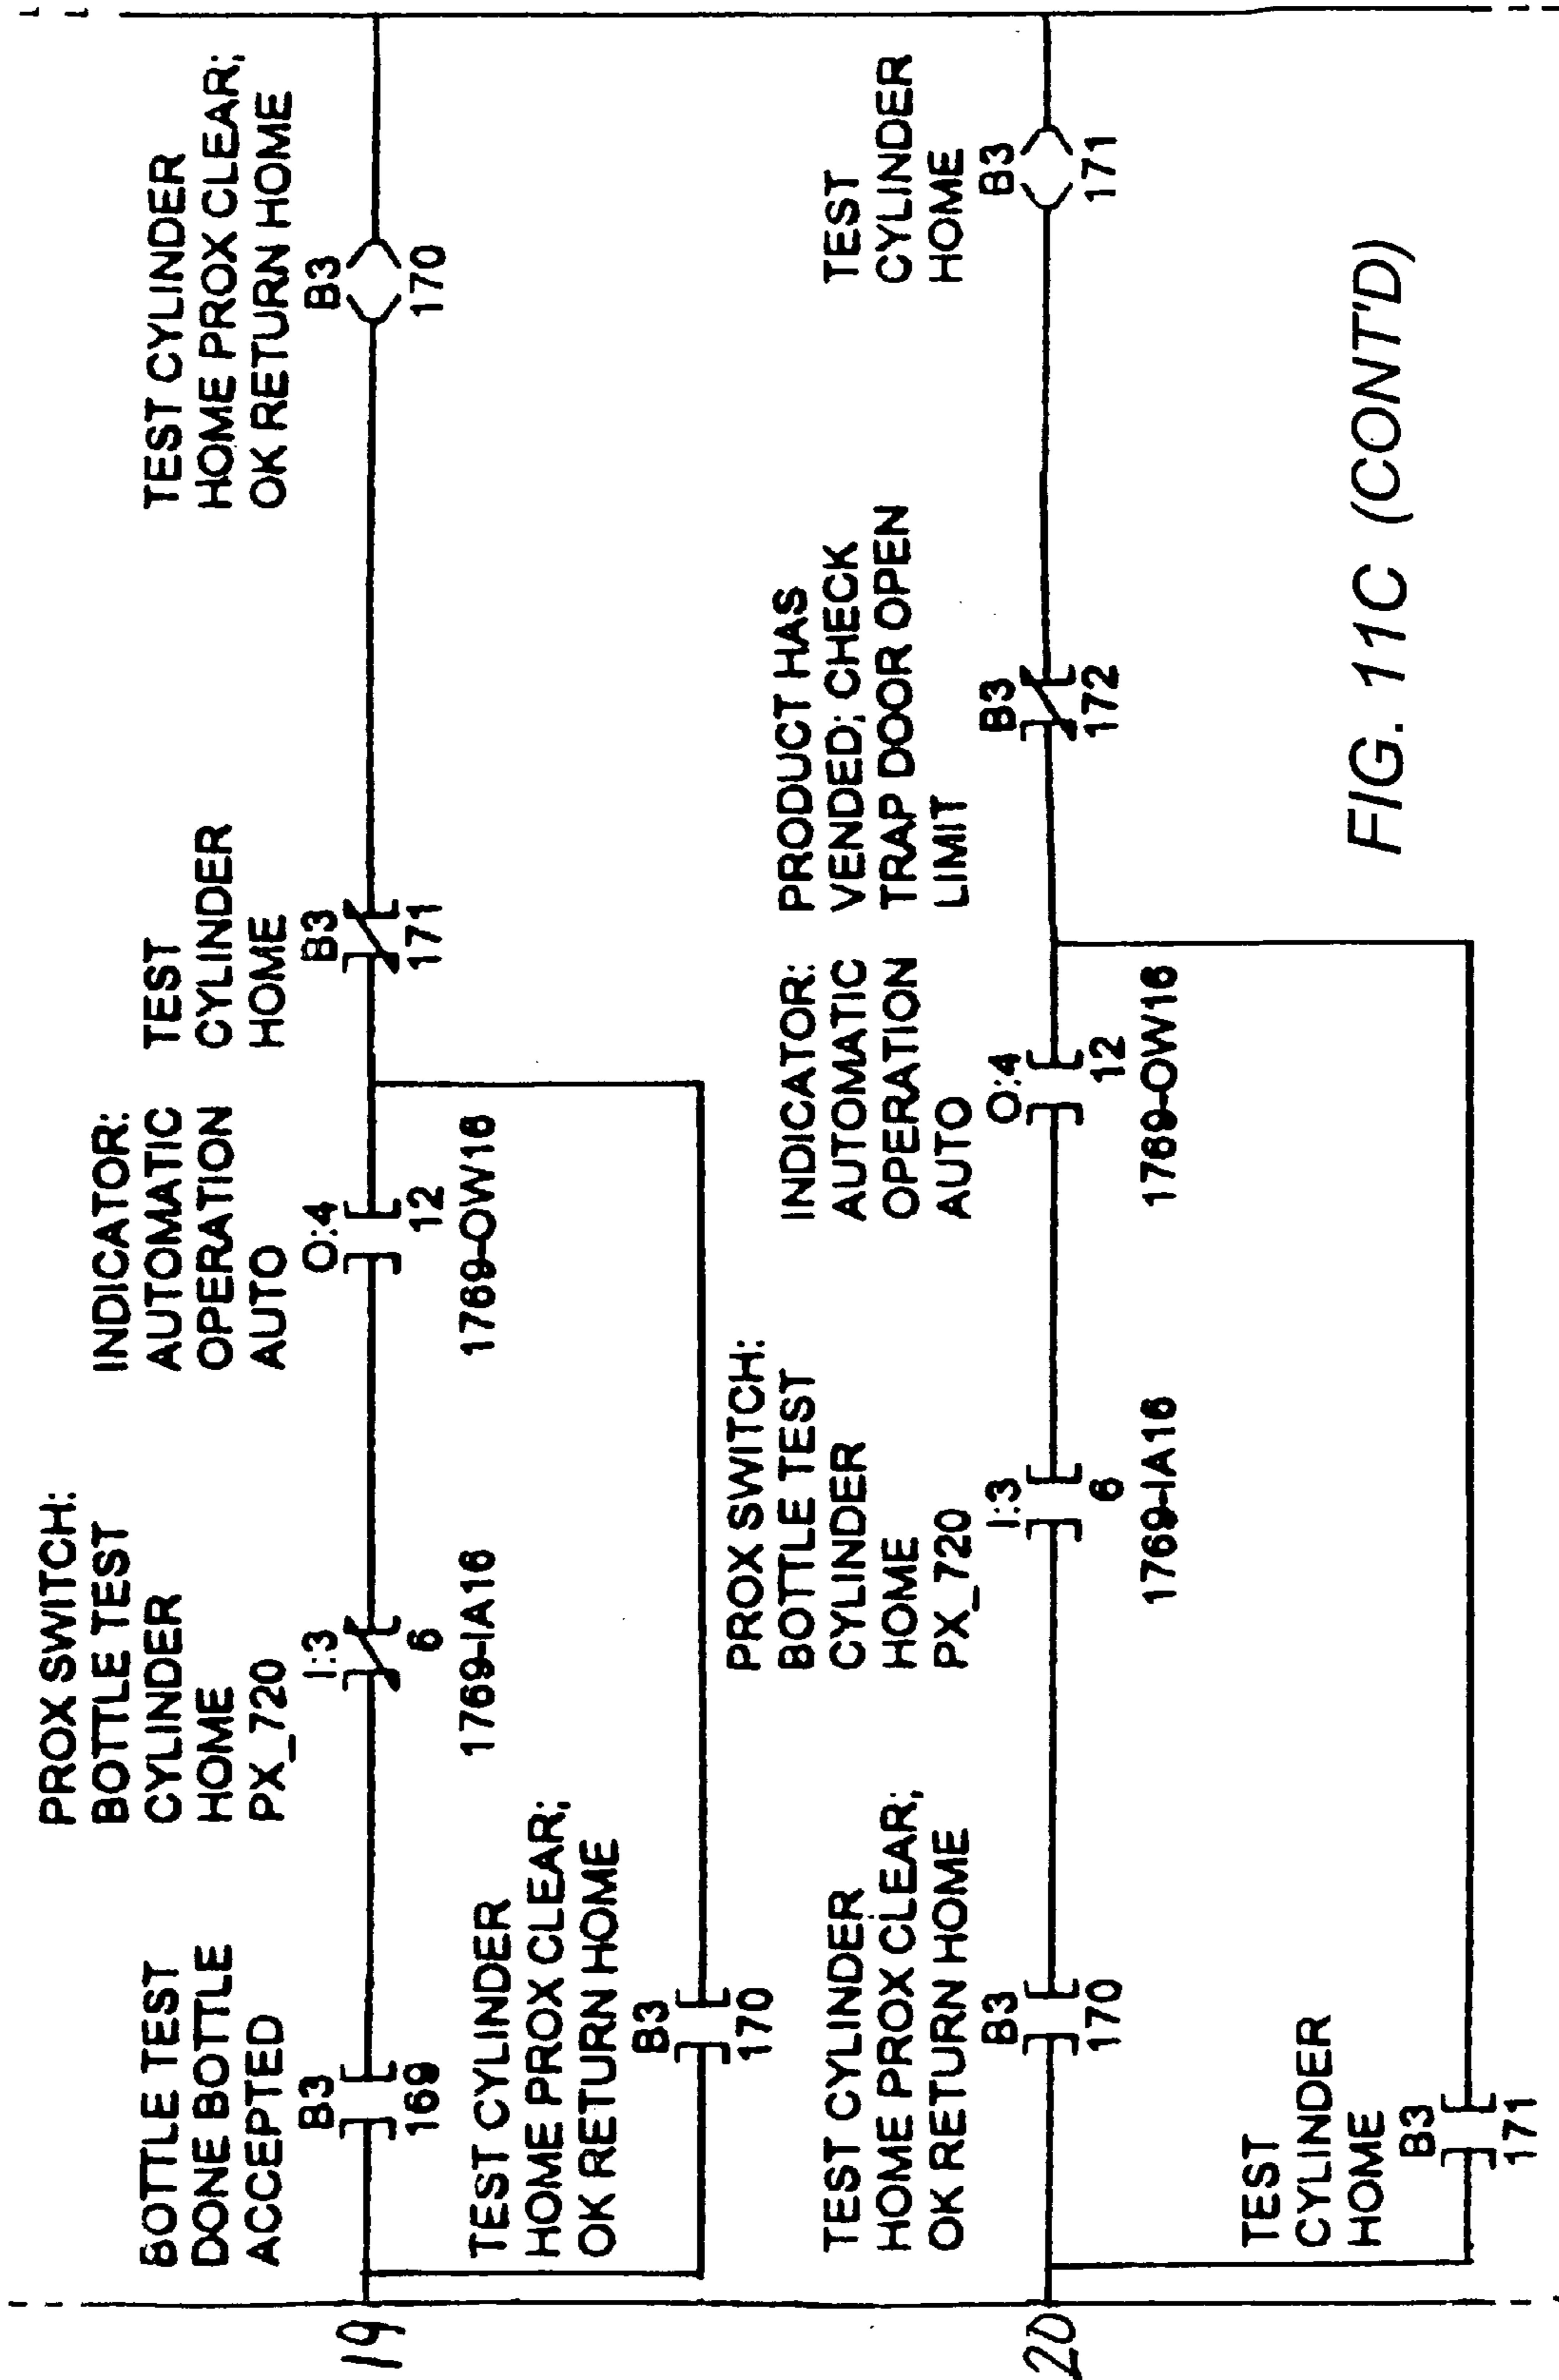 19
BOTTLE TEST
DONE BOTTLE
ACCEPTED
B3
169
PROX SWITCH:
BOTTLE TEST
CYLINDER
HOME
PX_720
I:3
6
1769-IA16
INDICATOR:
AUTOMATIC
OPERATION
AUTO
O:4
12
1769-OW16
TEST
CYLINDER
HOME
B3
171
TEST CYLINDER
HOME PROX CLEAR;
OK RETURN HOME
B3
170
TEST CYLINDER
HOME PROX CLEAR;
OK RETURN HOME
B3
170
20
TEST CYLINDER
HOME PROX CLEAR;
OK RETURN HOME
B3
170
PROX SWITCH:
BOTTLE TEST
CYLINDER
HOME
PX_720
I:3
6
1769-IA16
INDICATOR:
AUTOMATIC
OPERATION
AUTO
O:4
12
1769-OW16
PRODUCT HAS
VENDED; CHECK
TRAP DOOR OPEN
LIMIT
B3
172
TEST
CYLINDER
HOME
B3
171
TEST
CYLINDER
HOME
B3
171
FIG. 11C (CONT'D)